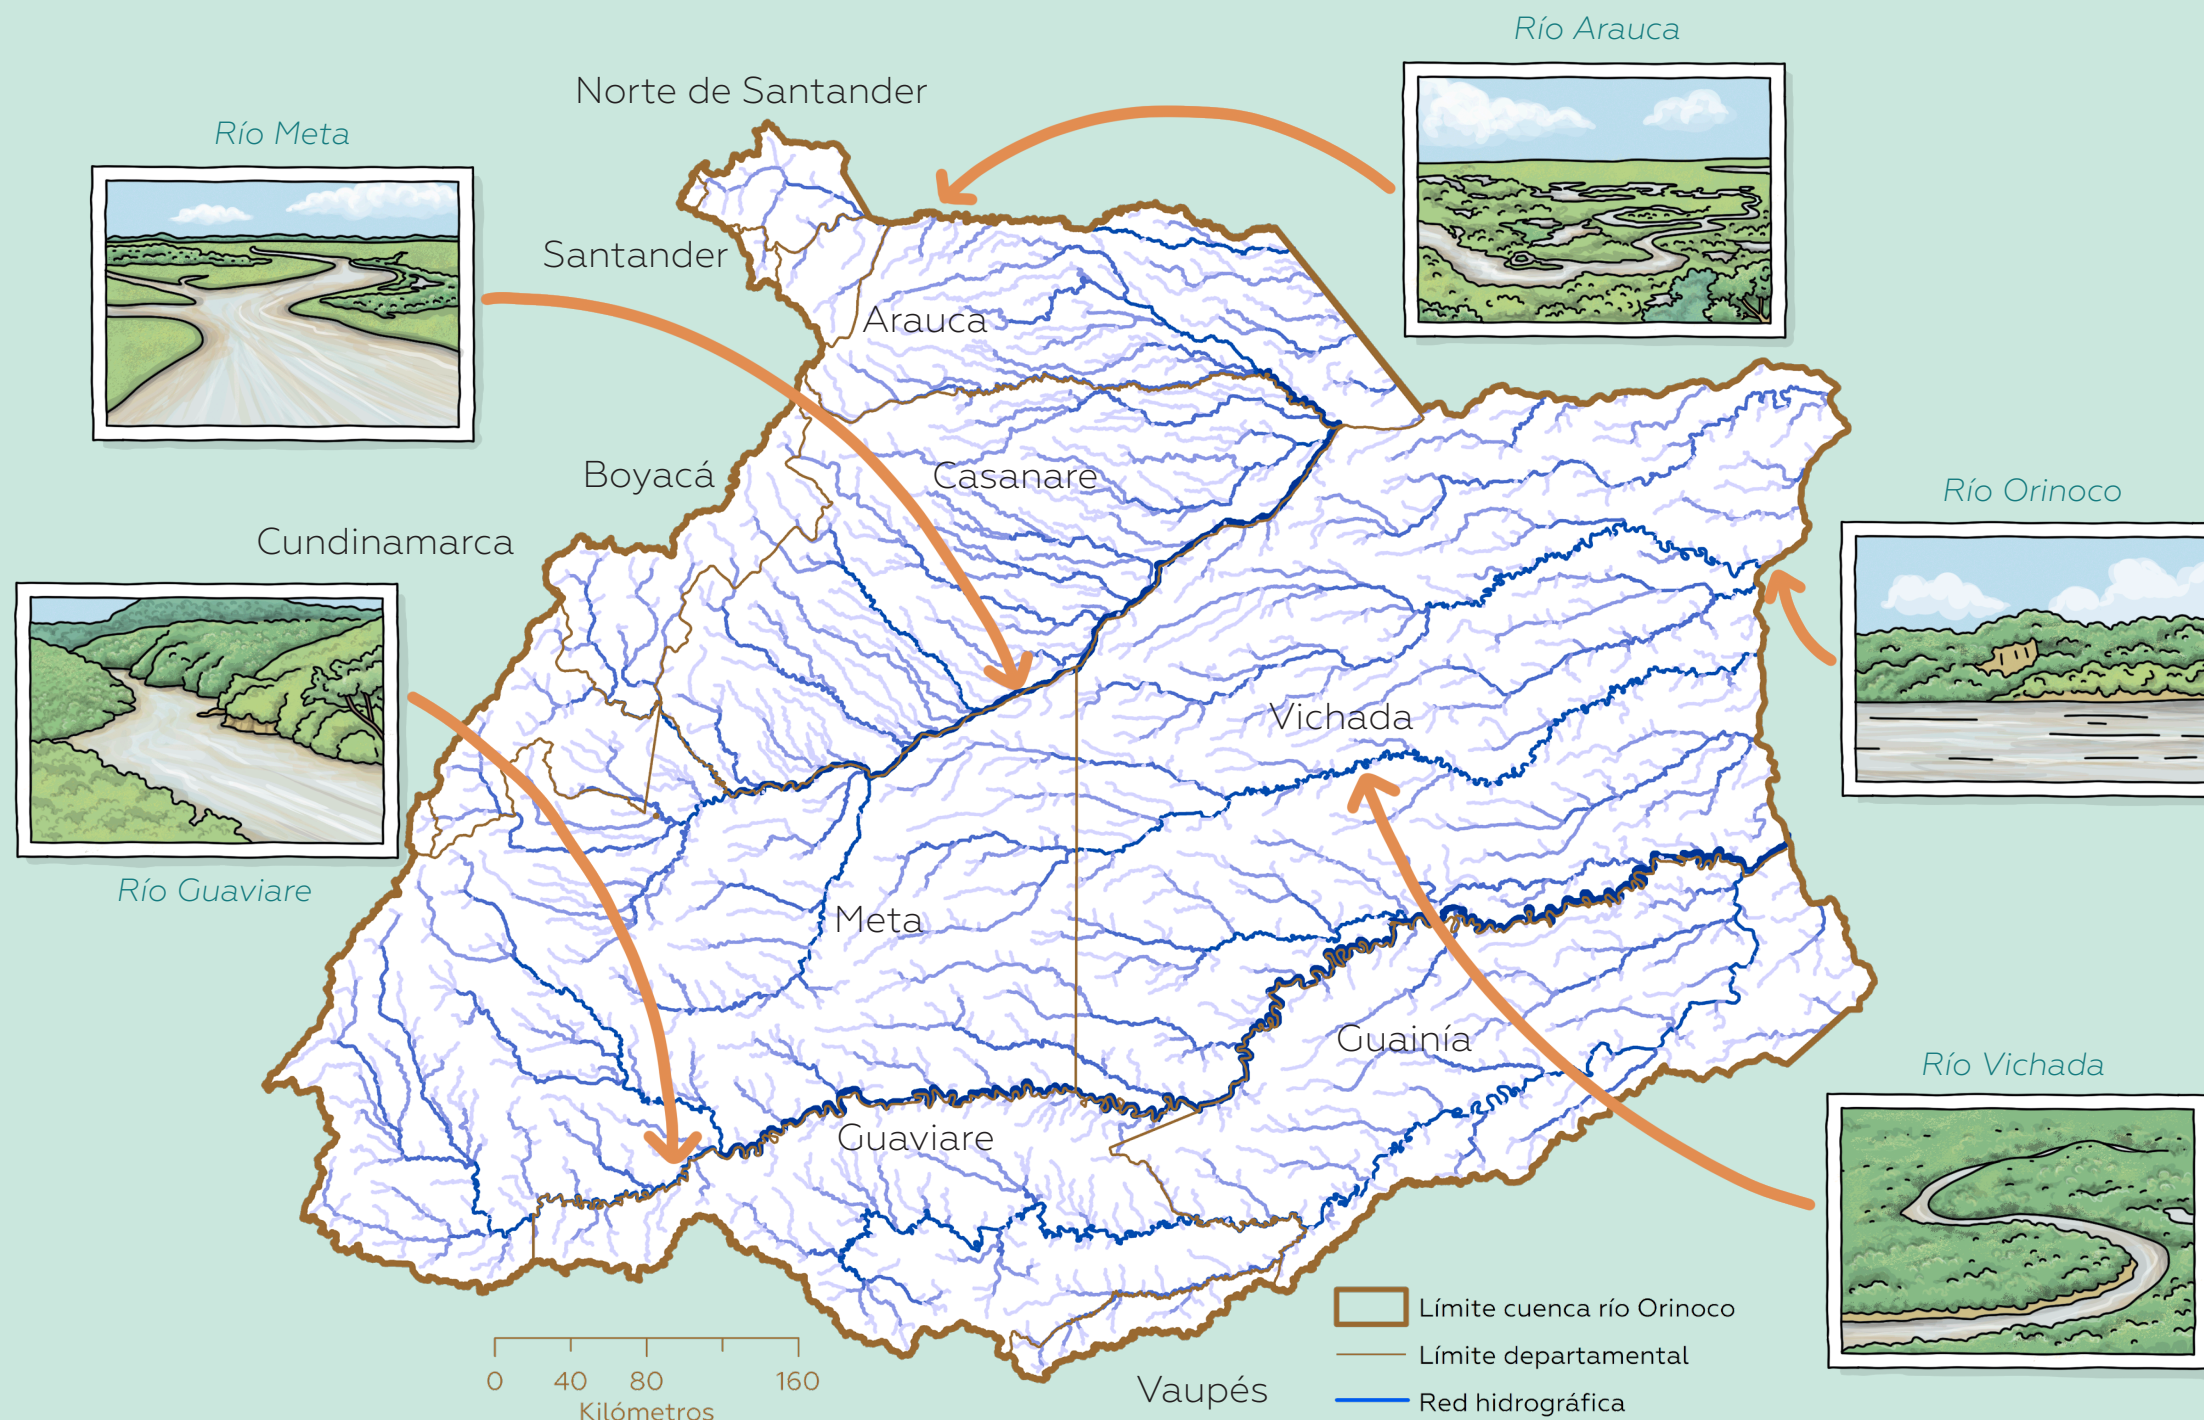 Río Arauca
Norte de Santander
Río Meta
Santander
Arauca
Boyacá
Casanare
Río Orinoco
Cundinamarca
Vichada
Río Guaviare
Meta
Guainía
Río Vichada
Guaviare
Límite cuenca río Orinoco
Límite departamental
Vaupés
Red hidrográfica
0 40 80 160
Kilómetros